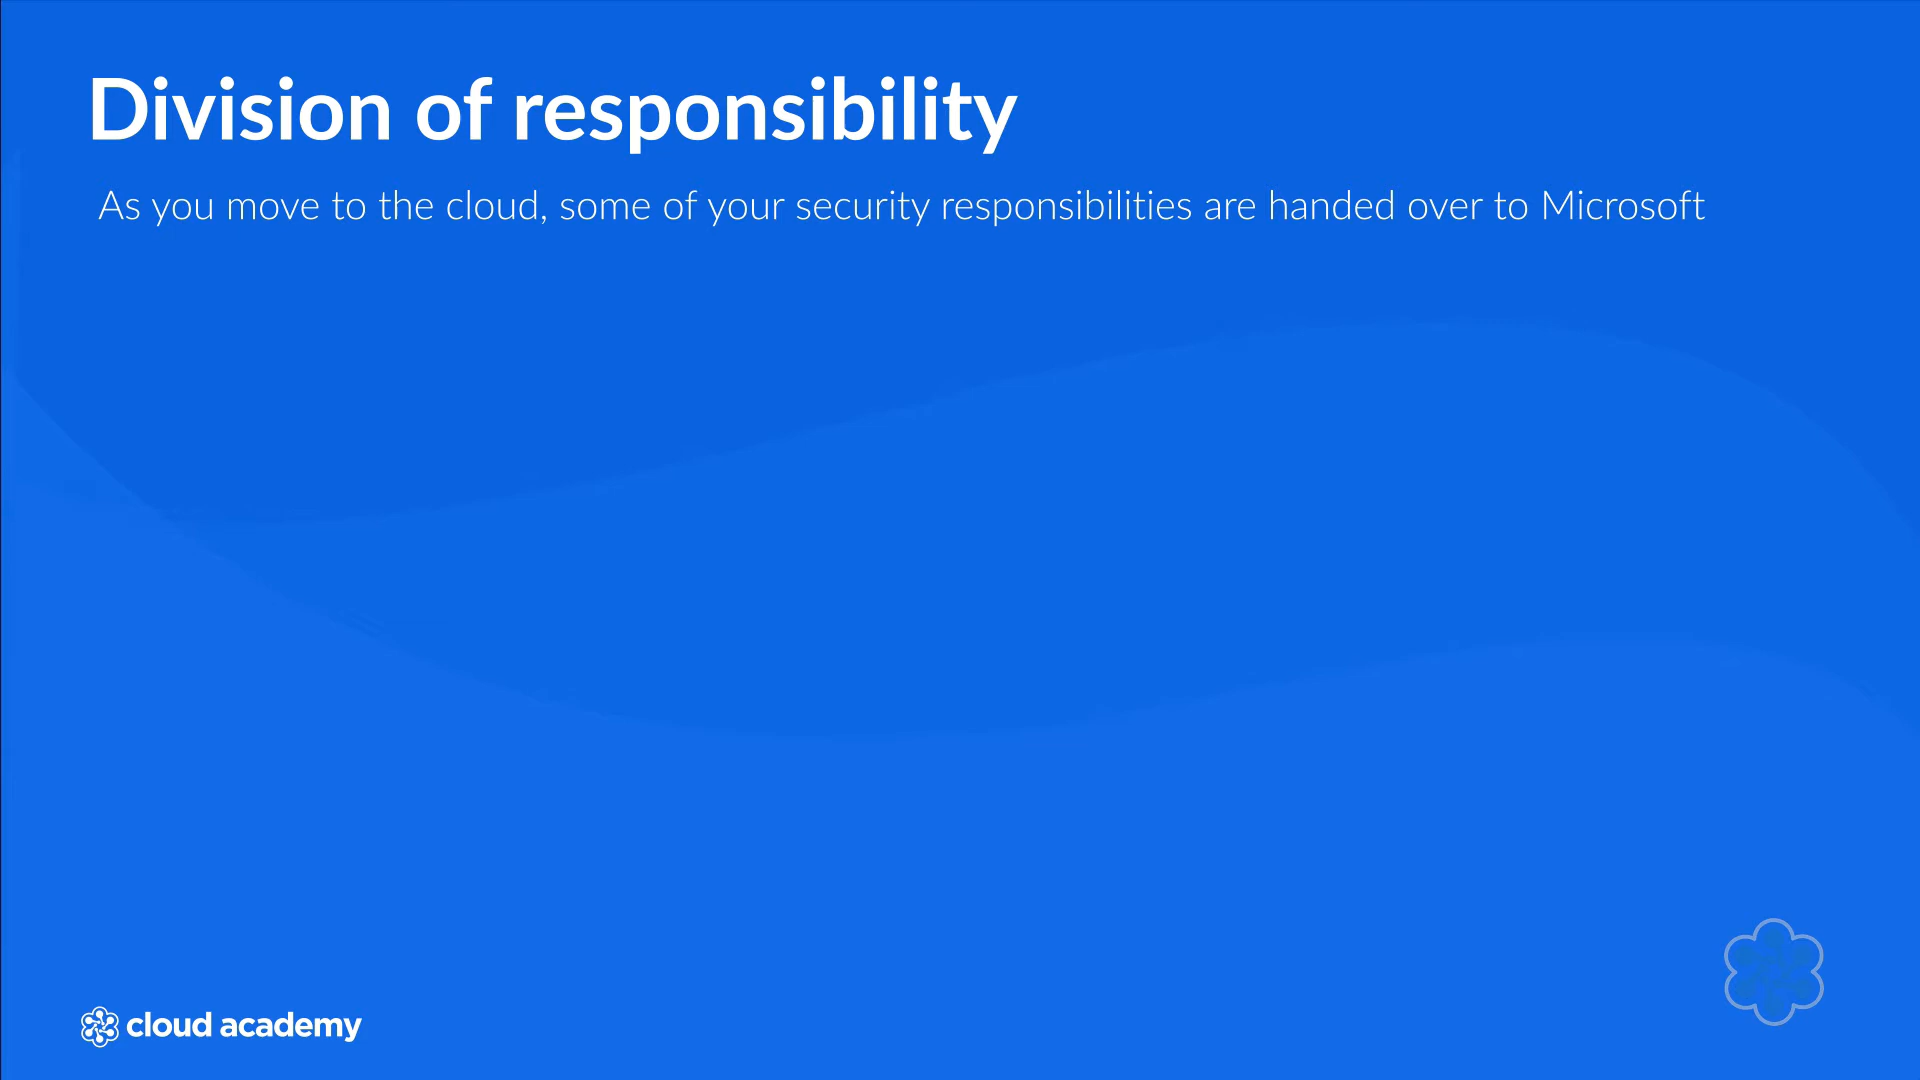 Division of responsibility
As you move to the cloud, some of your security responsibilities are handed over to Microsoft
cloud academy